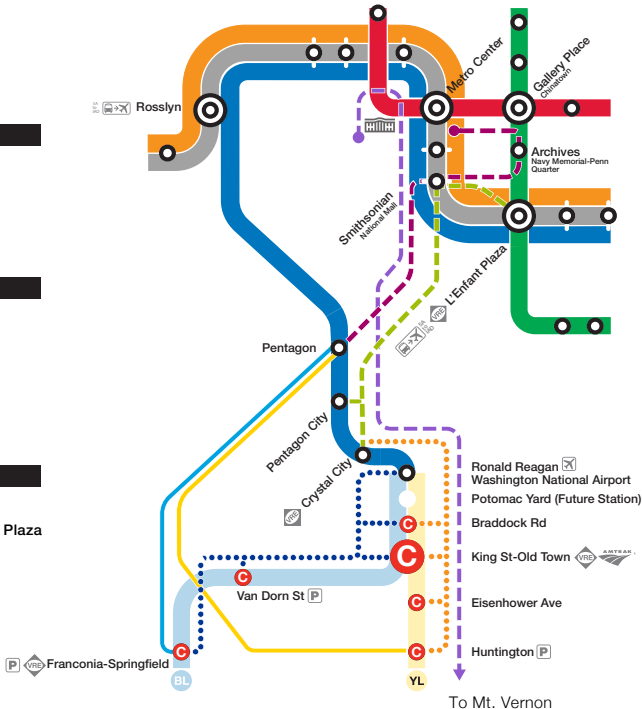 Metro Center
Gallery Place
Chinatown
Rosslyn
Archives
Navy Memorial-Penn
Quarter
Smithsonian
National Mall
L'Enfant Plaza
VRE
Pentagon
Pentagon City
Crystal City
VRE
Plaza
Ronald Reagan
Washington National Airport
Potomac Yard (Future Station)
C Braddock Rd
C King St-Old Town VRE AMTRAK
C Van Dorn St P
C Eisenhower Ave
P VRE Franconia-Springfield C
C Huntington P
BL
YL
To Mt. Vernon